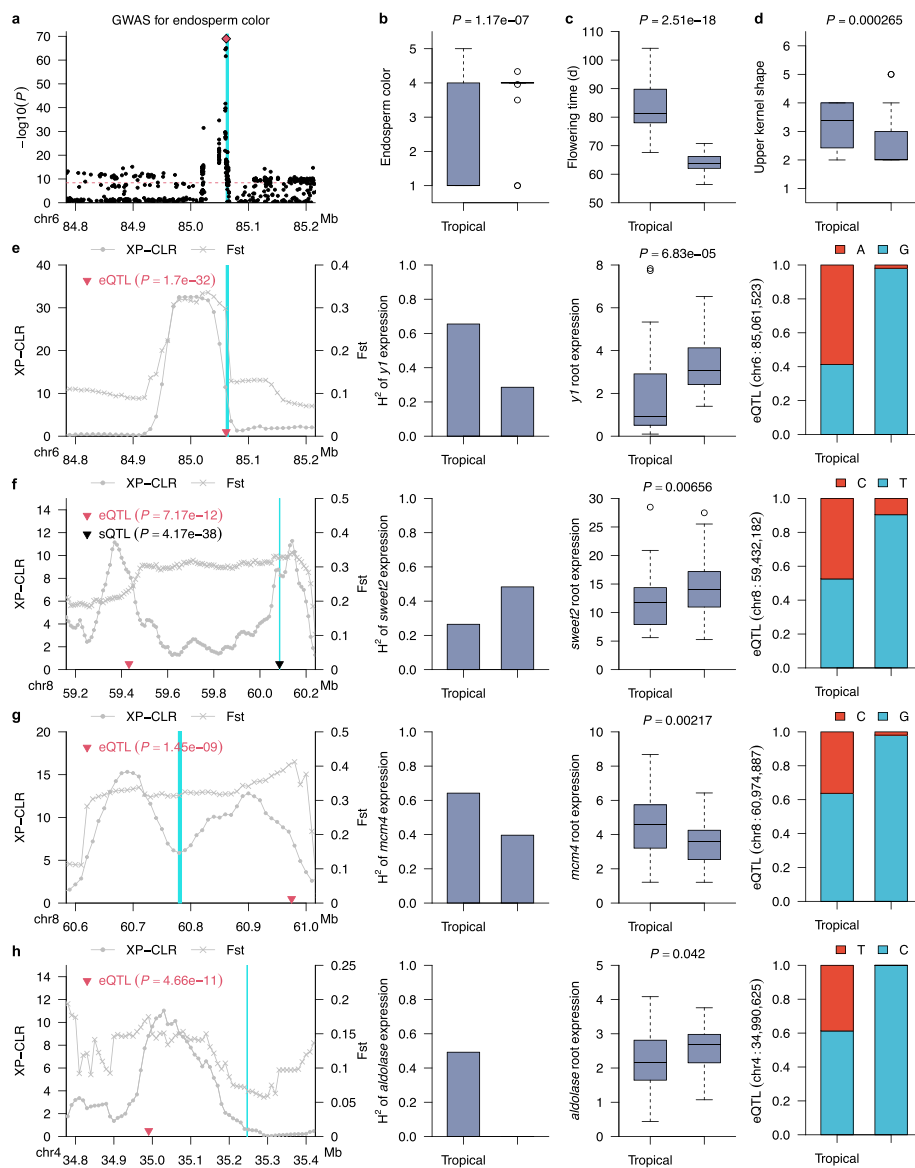 a
GWAS for endosperm color
−log10(P)
70
60
50
40
30
20
10
0
chr6
84.8
84.9
85.0
85.1
85.2
Mb
b
P = 1.17e−07
Endosperm color
5
4
3
2
1
Tropical
c
P = 2.51e−18
Flowering time (d)
110
100
90
80
70
60
50
Tropical
d
P = 0.000265
Upper kernel shape
6
5
4
3
2
1
Tropical
e
XP−CLR
Fst
eQTL (P = 1.7e−32)
XP−CLR
40
30
20
10
0
Fst
0.4
0.3
0.2
0.1
0
chr6
84.8
84.9
85.0
85.1
85.2
Mb
H2 of y1 expression
1.0
0.8
0.6
0.4
0.2
0.0
Tropical
P = 6.83e−05
y1 root expression
8
6
4
2
0
Tropical
A
G
eQTL (chr6: 85,061,523)
1.0
0.8
0.6
0.4
0.2
0.0
Tropical
f
XP−CLR
Fst
eQTL (P = 7.17e−12)
sQTL (P = 4.17e−38)
XP−CLR
14
12
10
8
6
4
2
0
Fst
0.5
0.4
0.3
0.2
0.1
0
chr8
59.2
59.4
59.6
59.8
60.0
60.2
Mb
H2 of sweet2 expression
1.0
0.8
0.6
0.4
0.2
0.0
Tropical
P = 0.00656
sweet2 root expression
30
25
20
15
10
5
0
Tropical
C
T
eQTL (chr8: 59,432,182)
1.0
0.8
0.6
0.4
0.2
0.0
Tropical
g
XP−CLR
Fst
eQTL (P = 1.45e−09)
XP−CLR
20
15
10
5
0
Fst
0.5
0.4
0.3
0.2
0.1
0
chr8
60.6
60.7
60.8
60.9
61.0
Mb
H2 of mcm4 expression
1.0
0.8
0.6
0.4
0.2
0.0
Tropical
P = 0.00217
mcm4 root expression
10
8
6
4
2
0
Tropical
C
G
eQTL (chr8: 60,974,887)
1.0
0.8
0.6
0.4
0.2
0.0
Tropical
h
XP−CLR
Fst
eQTL (P = 4.66e−11)
XP−CLR
14
12
10
8
6
4
2
0
Fst
0.25
0.2
0.15
0.1
0.05
0
chr4
34.8
34.9
35.0
35.2
35.3
35.4
Mb
H2 of aldolase expression
1.0
0.8
0.6
0.4
0.2
0.0
Tropical
P = 0.042
aldolase root expression
5
4
3
2
1
0
Tropical
T
C
eQTL (chr4: 34,990,625)
1.0
0.8
0.6
0.4
0.2
0.0
Tropical